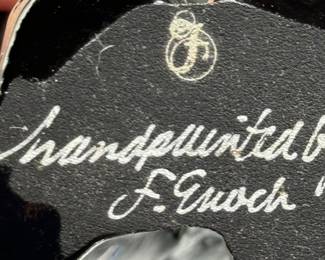 F
handpainted b
F. Enoch